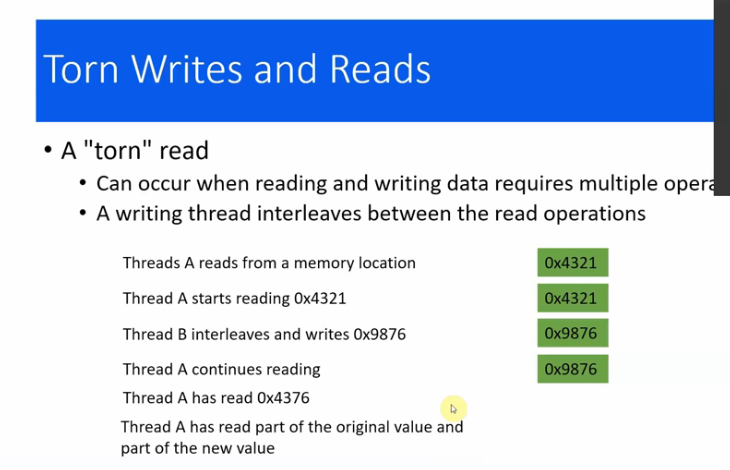 Torn Writes and Reads
• A "torn" read
• Can occur when reading and writing data requires multiple
• A writing thread interleaves between the read operations
Threads A reads from a memory location 0x4321
Thread A starts reading 0x4321 0x4321
Thread B interleaves and writes 0x9876 0x9876
Thread A continues reading 0x9876
Thread A has read 0x4376
Thread A has read part of the original value and
part of the new value